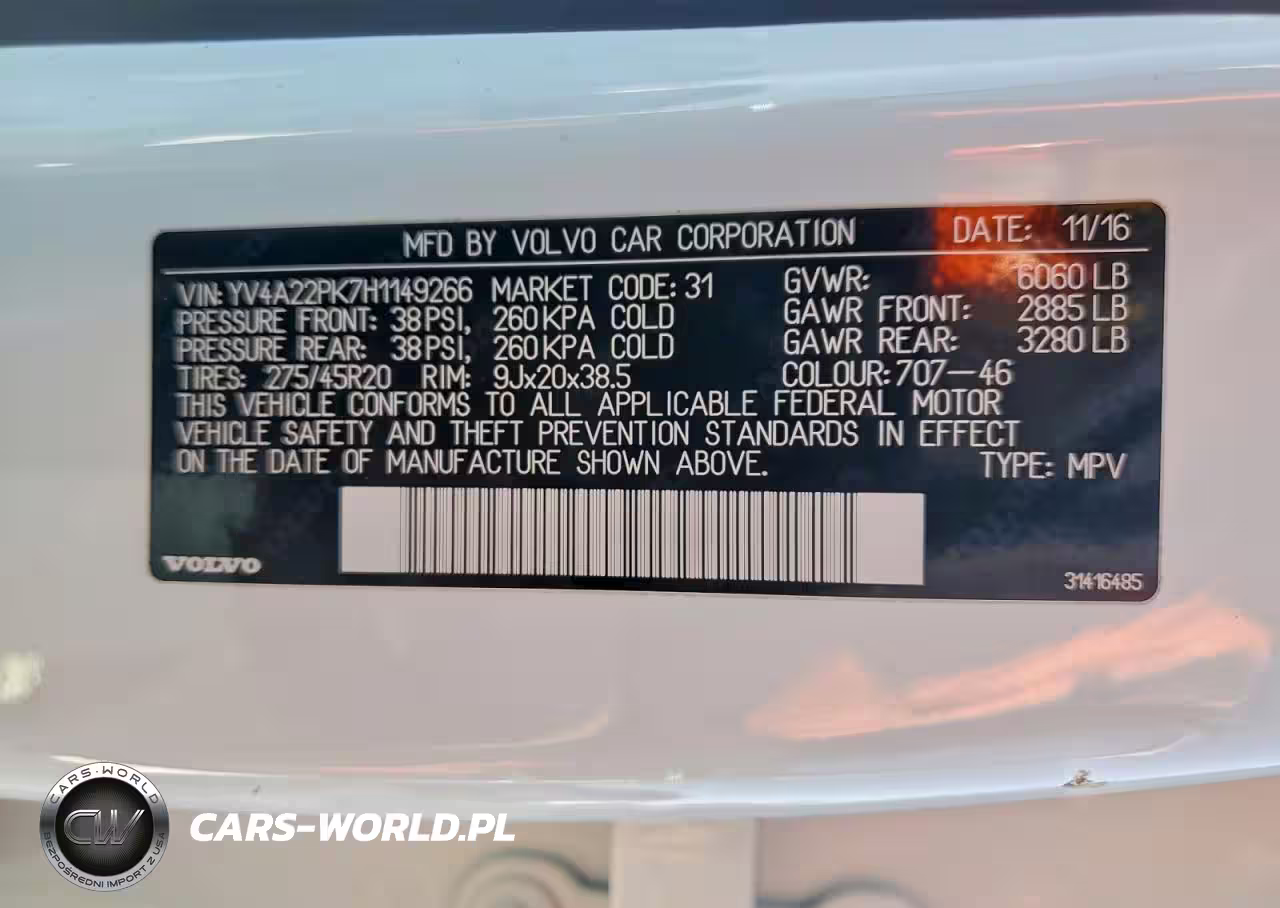 MFD BY VOLVO CAR CORPORATION DATE: 11/16
VIN: YV4A22PK7H1149266 MARKET CODE: 31 GVWR: 6060 LB
PRESSURE FRONT: 38 PSI, 260 KPA COLD GAWR FRONT: 2885 LB
PRESSURE REAR: 38 PSI, 260 KPA COLD GAWR REAR: 3280 LB
TIRES: 275/45R20 RIM: 9Jx20x38.5 COLOUR: 707-46
THIS VEHICLE CONFORMS TO ALL APPLICABLE FEDERAL MOTOR
VEHICLE SAFETY AND THEFT PREVENTION STANDARDS IN EFFECT
ON THE DATE OF MANUFACTURE SHOWN ABOVE. TYPE: MPV
VOLVO
31416485
CARS-WORLD
CW
BEZPOŚREDNI IMPORT Z USA
CARS-WORLD.PL